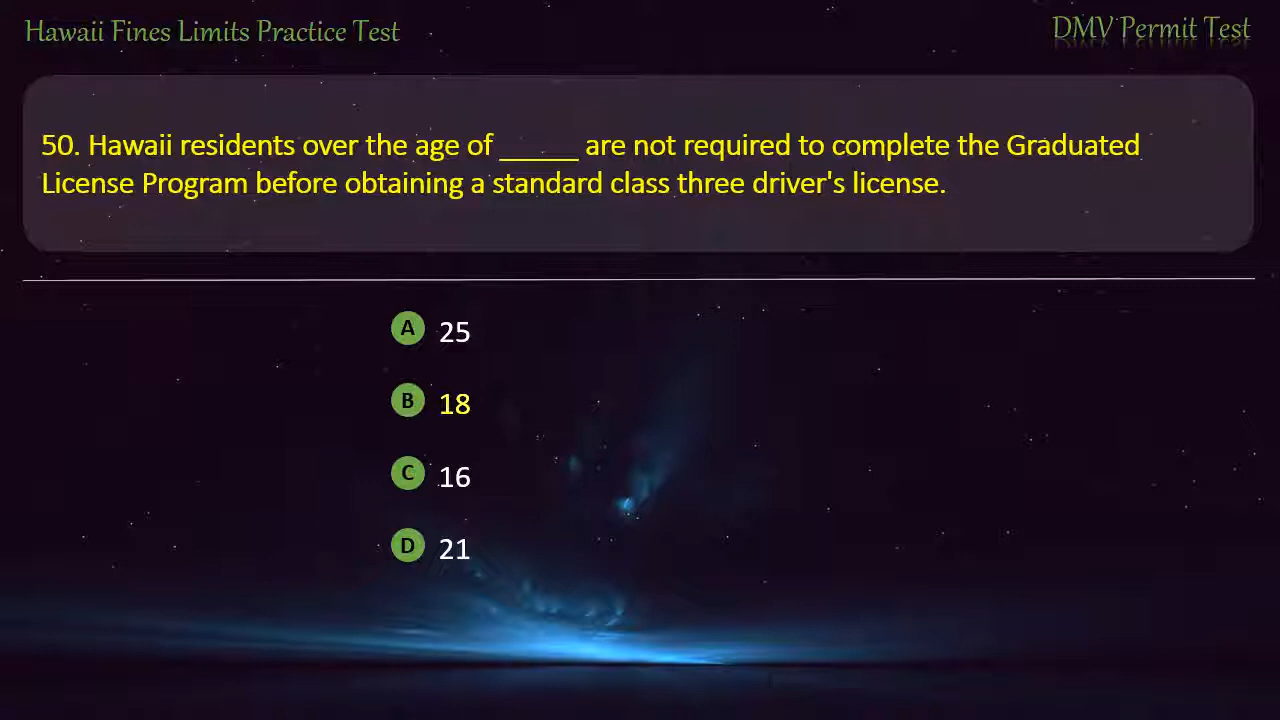 Hawaii Fines Limits Practice Test
DMV Permit Test
50. Hawaii residents over the age of _____ are not required to complete the Graduated
License Program before obtaining a standard class three driver's license.
A 25
B 18
C 16
D 21